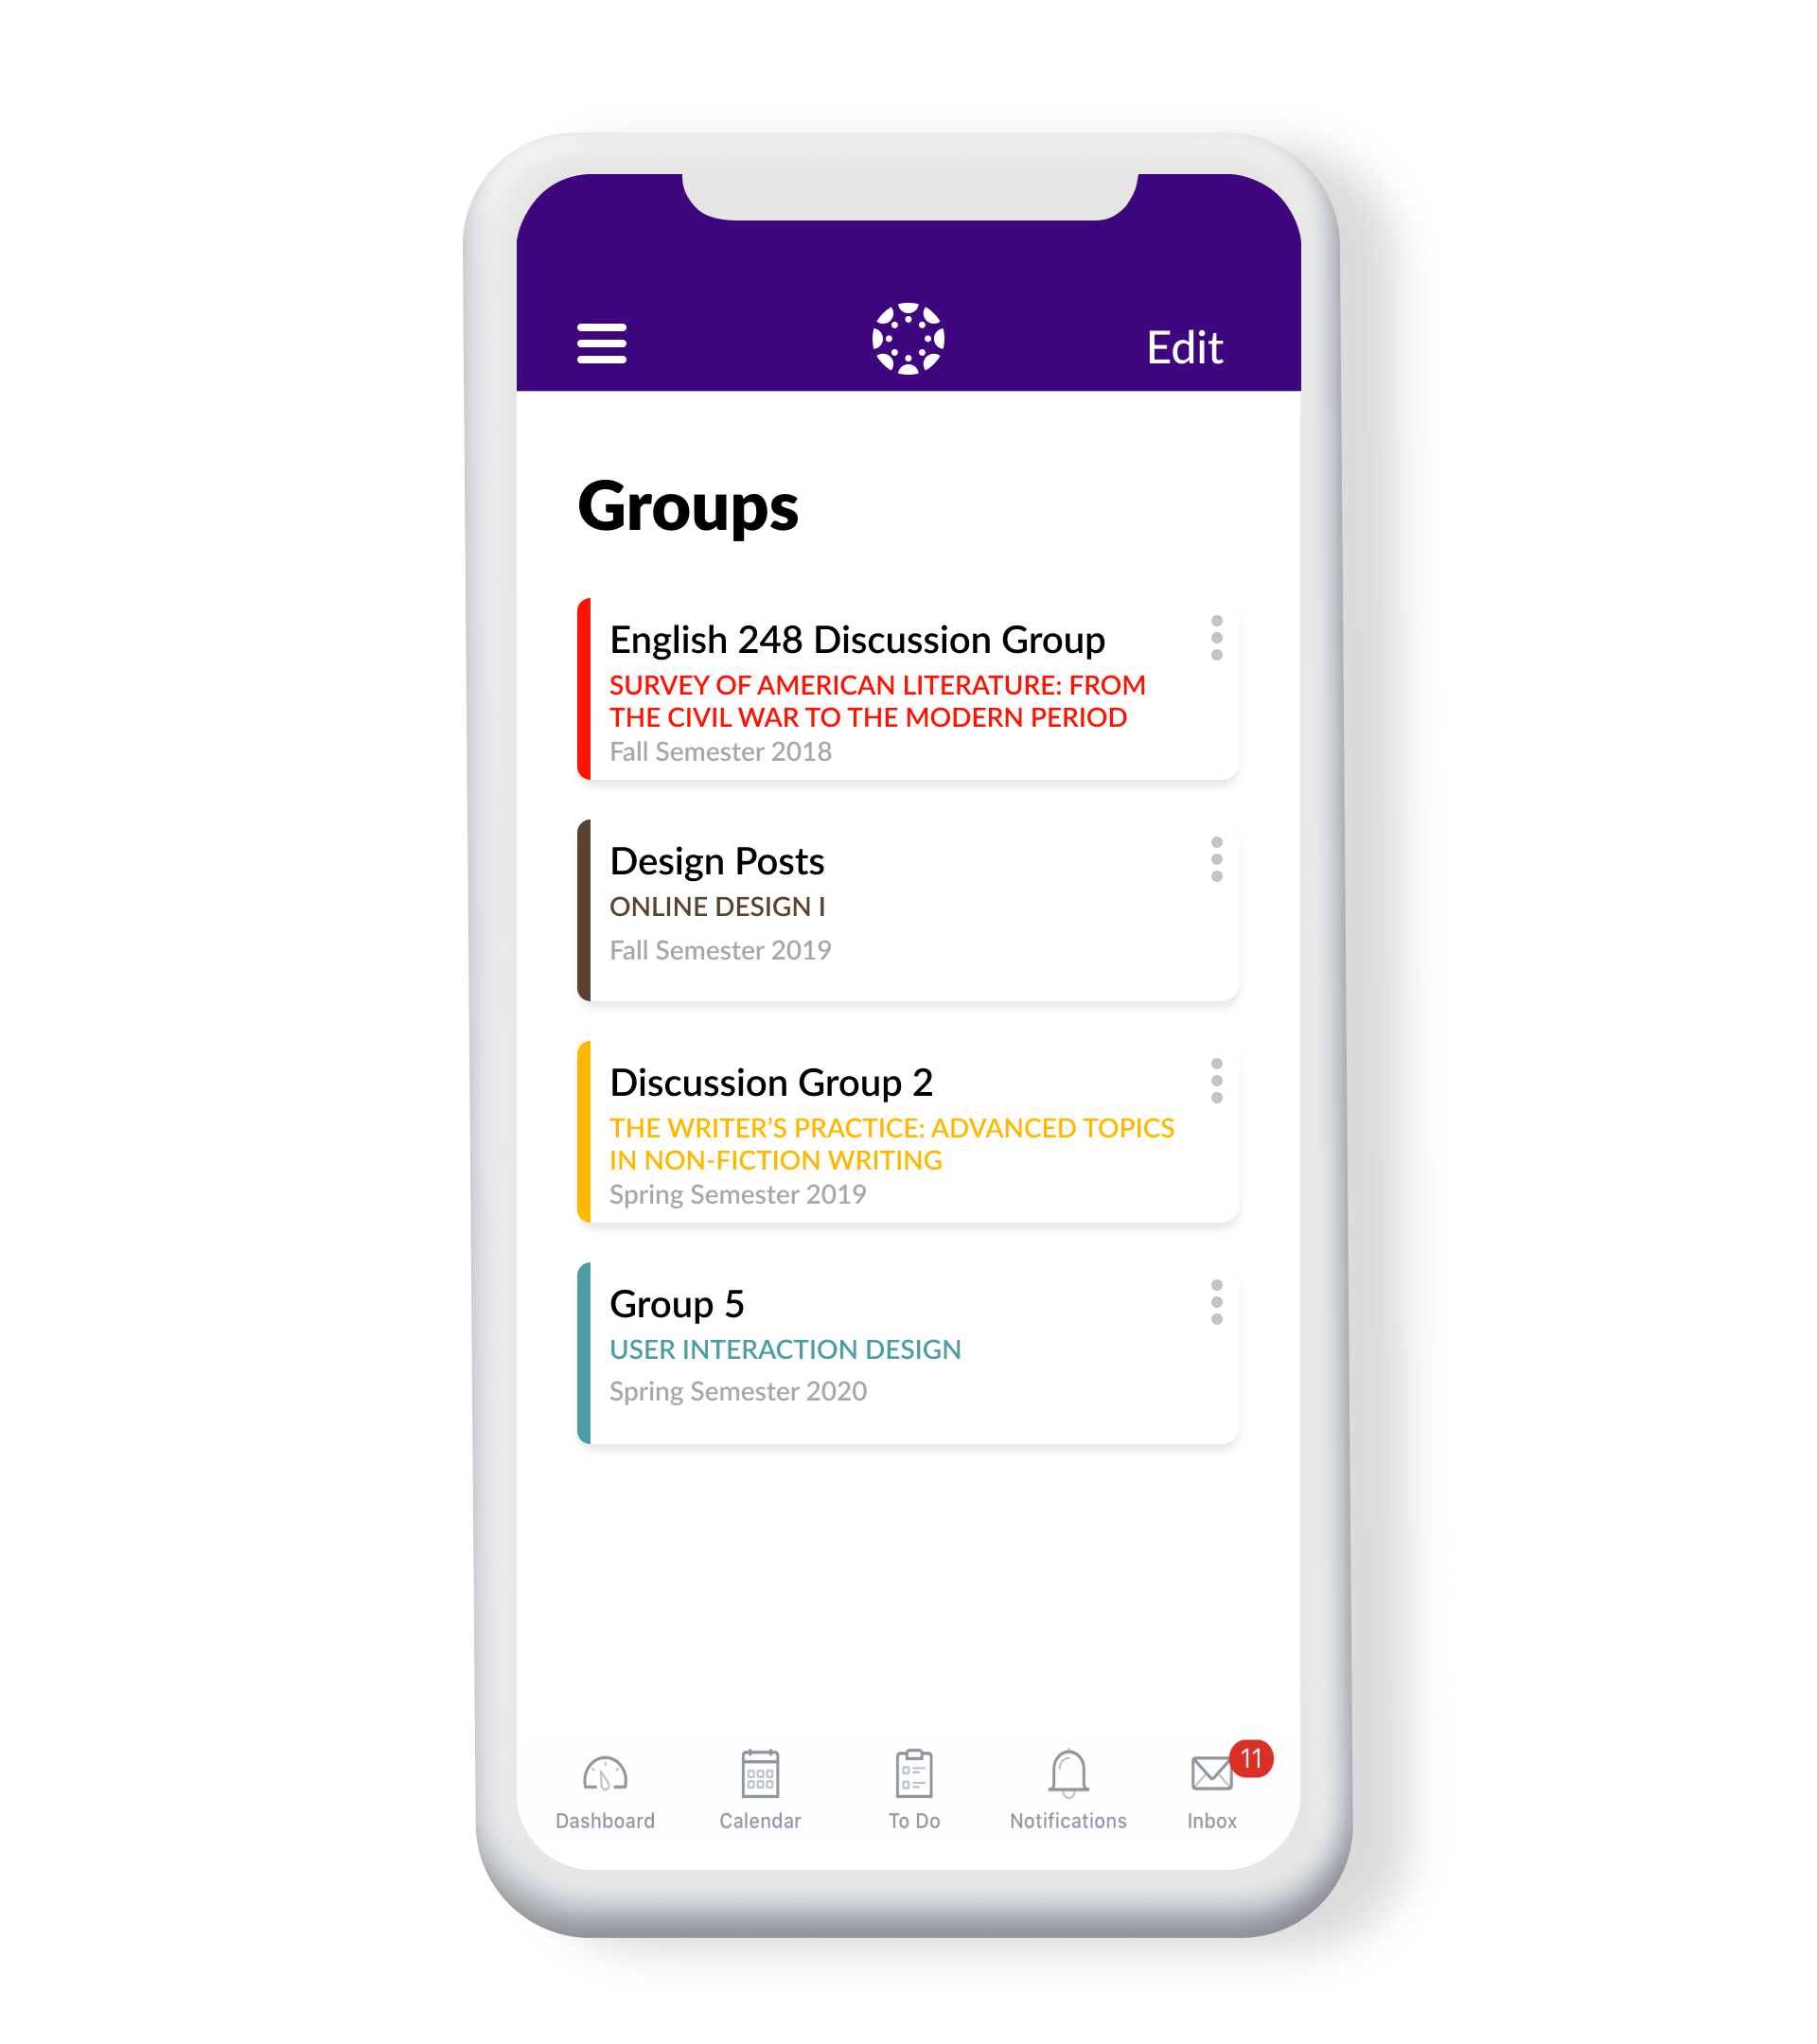 Edit
Groups
English 248 Discussion Group
SURVEY OF AMERICAN LITERATURE: FROM
THE CIVIL WAR TO THE MODERN PERIOD
Fall Semester 2018
Design Posts
ONLINE DESIGN I
Fall Semester 2019
Discussion Group 2
THE WRITER’S PRACTICE: ADVANCED TOPICS
IN NON-FICTION WRITING
Spring Semester 2019
Group 5
USER INTERACTION DESIGN
Spring Semester 2020
11
Dashboard Calendar To Do Notifications Inbox